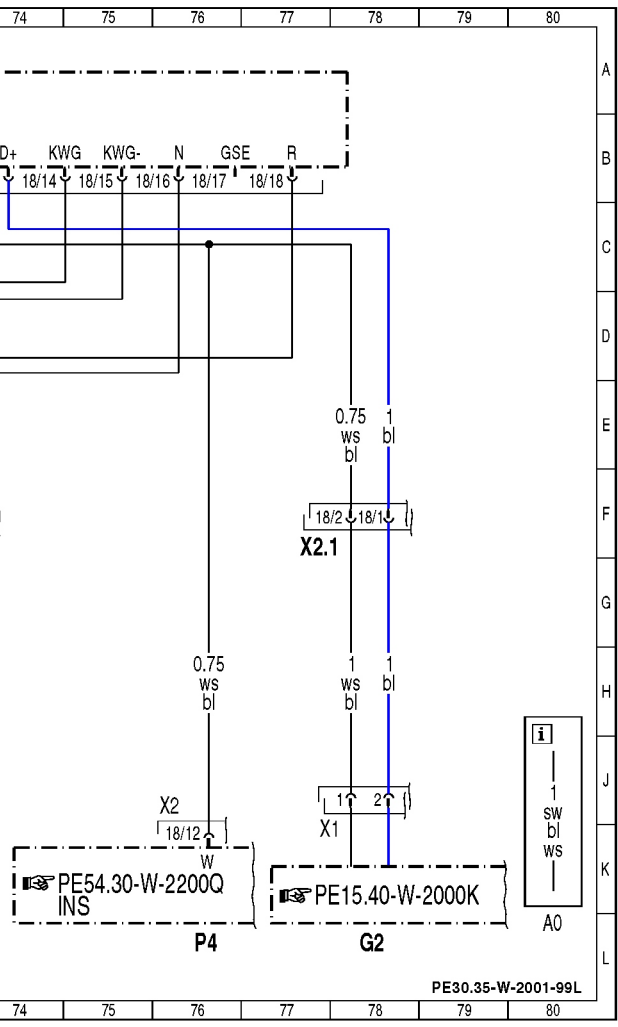 74 75 76 77 78 79 80
A
D+ KWG KWG- N GSE R
B
18/14 18/15 18/16 18/17 18/18
C
D
0.75 1
ws bl
bl
E
18/2 18/1
F
X2.1
G
0.75 1 1
ws ws bl
bl bl
H
i
1
sw
bl
ws
J
1 2
X2
X1
18/12
W
K
PE54.30-W-2200Q
INS
PE15.40-W-2000K
A0
P4 G2
L
PE30.35-W-2001-99L
74 75 76 77 78 79 80